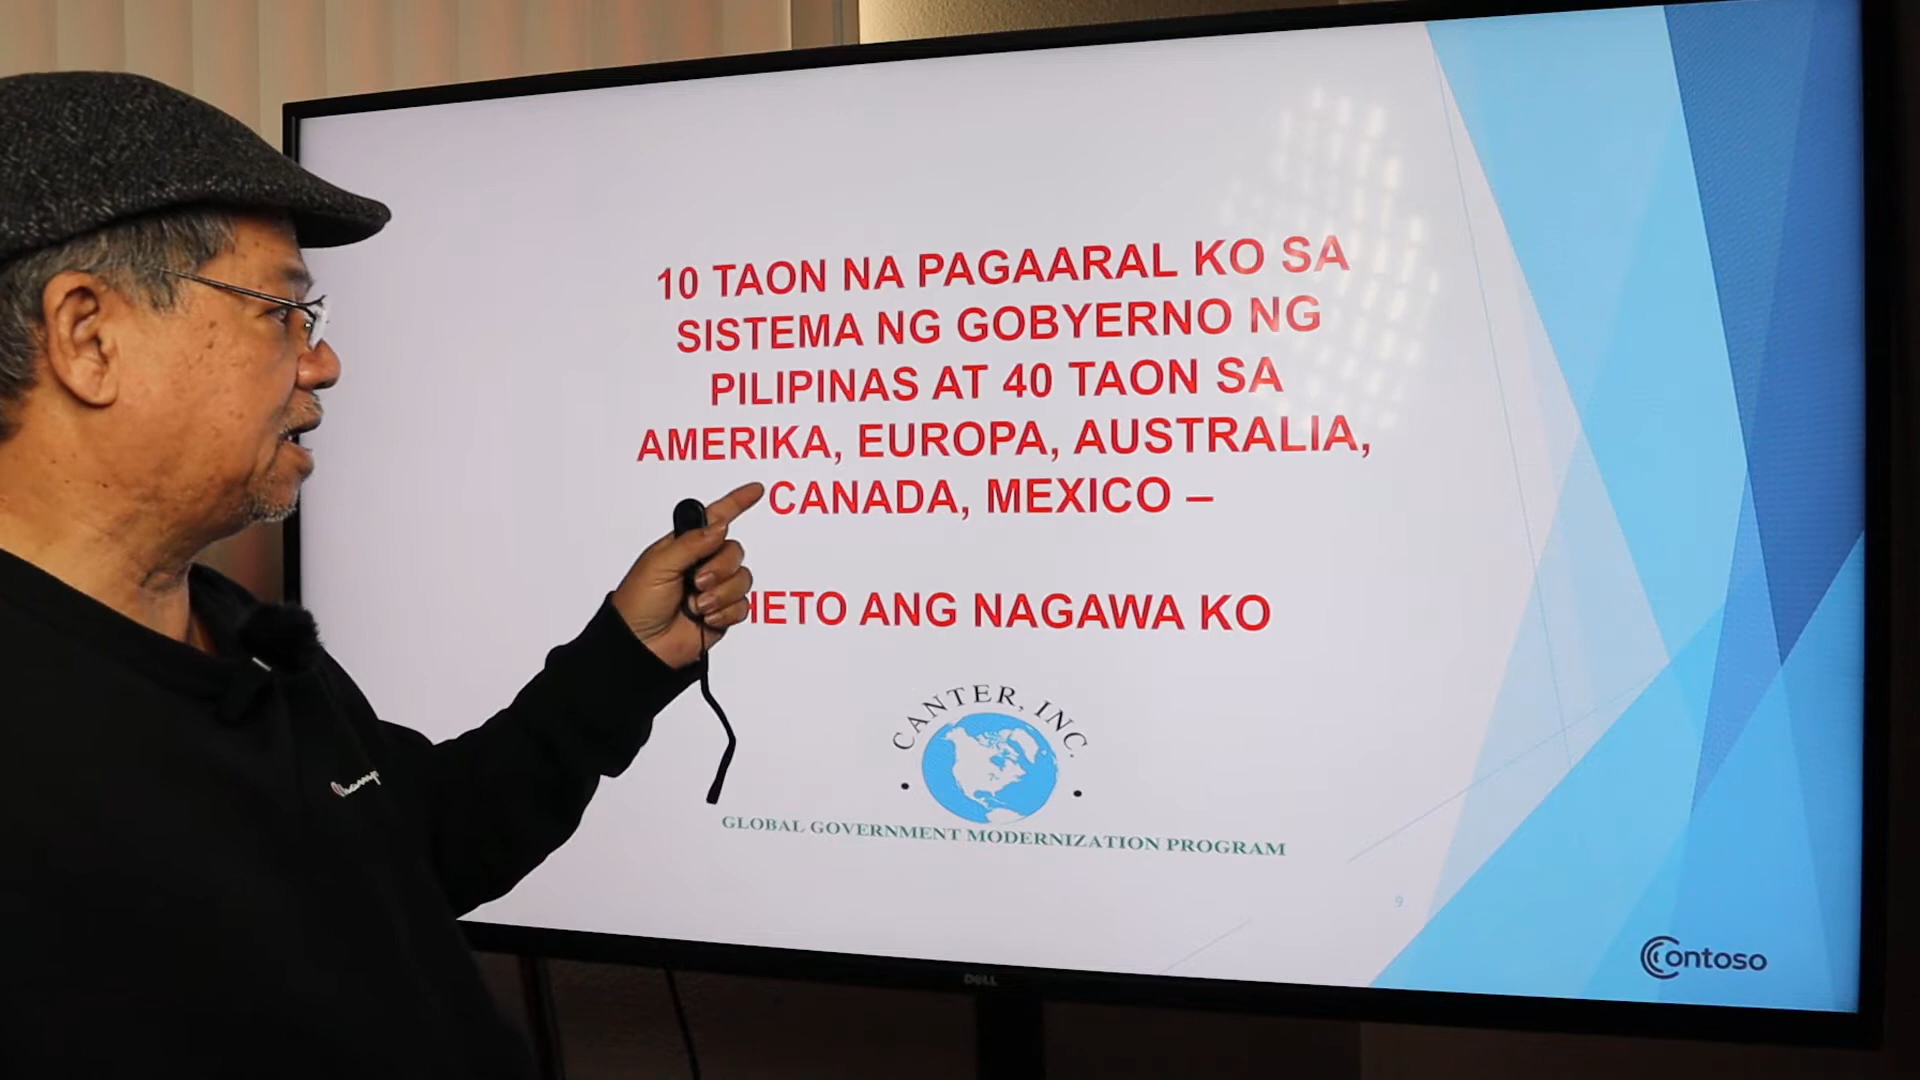 10 TAON NA PAGAARAL KO SA
SISTEMA NG GOBYERNO NG
PILIPINAS AT 40 TAON SA
AMERIKA, EUROPA, AUSTRALIA,
CANADA, MEXICO –
HETO ANG NAGAWA KO
CANTER, INC.
GLOBAL GOVERNMENT MODERNIZATION PROGRAM
9
Contoso
DELL